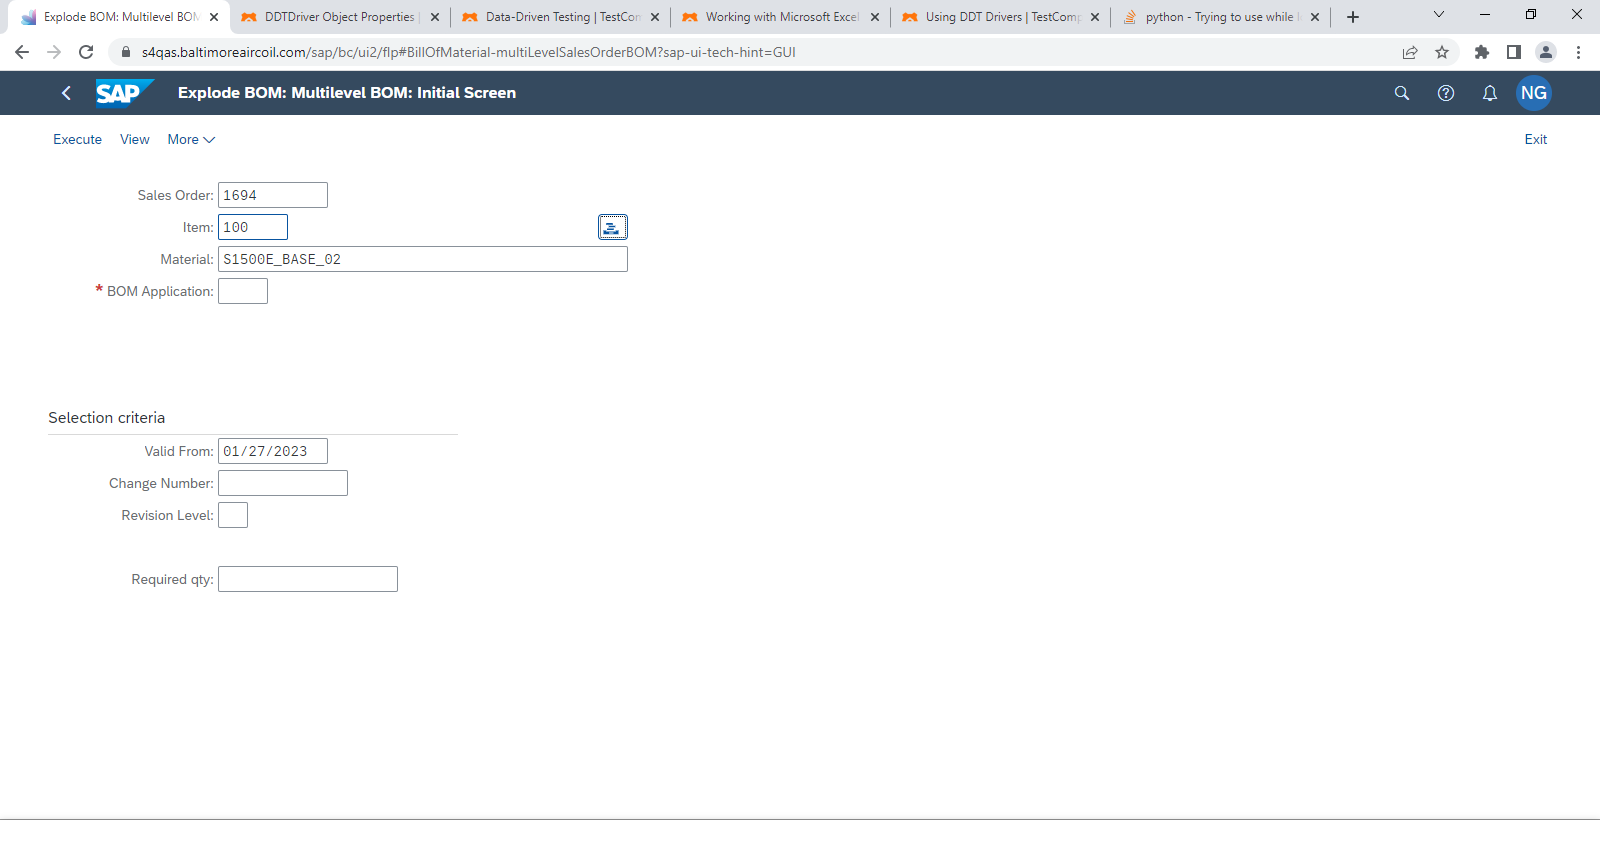 Explode BOM: Multilevel BOM
DDTDriver Object Properties |
Data-Driven Testing | TestCom
Working with Microsoft Excel
Using DDT Drivers | TestComp
python - Trying to use while l
s4qas.baltimoreaircoil.com/sap/bc/ui2/flp#BillOfMaterial-multiLevelSalesOrderBOM?sap-ui-tech-hint=GUI
SAP
Explode BOM: Multilevel BOM: Initial Screen
NG
Execute View More
Exit
Sales Order: 1694
Item: 100
Material: S1500E_BASE_02
* BOM Application:
Selection criteria
Valid From: 01/27/2023
Change Number:
Revision Level:
Required qty: